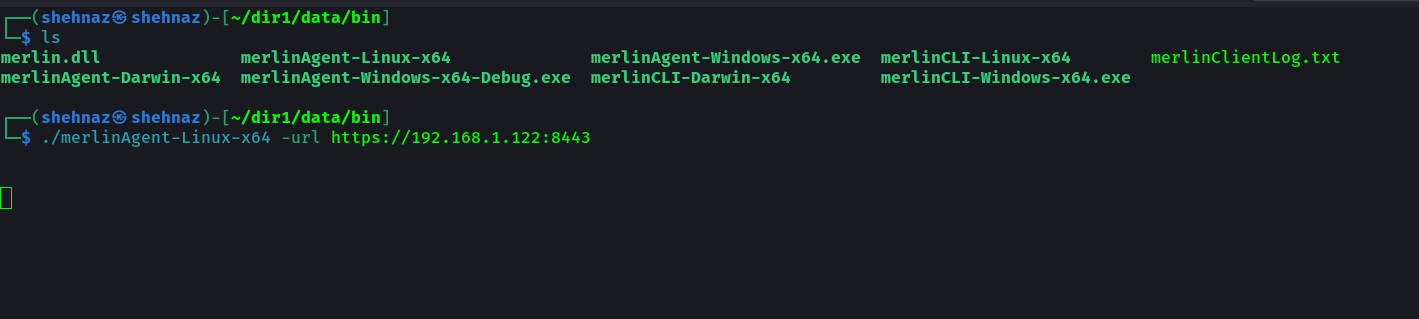 ┌──(shehnaz㉿shehnaz)-[~/dir1/data/bin]
└─$ ls
merlin.dll merlinAgent-Linux-x64 merlinAgent-Windows-x64.exe merlinCLI-Linux-x64 merlinClientLog.txt
merlinAgent-Darwin-x64 merlinAgent-Windows-x64-Debug.exe merlinCLI-Darwin-x64 merlinCLI-Windows-x64.exe
┌──(shehnaz㉿shehnaz)-[~/dir1/data/bin]
└─$ ./merlinAgent-Linux-x64 -url https://192.168.1.122:8443